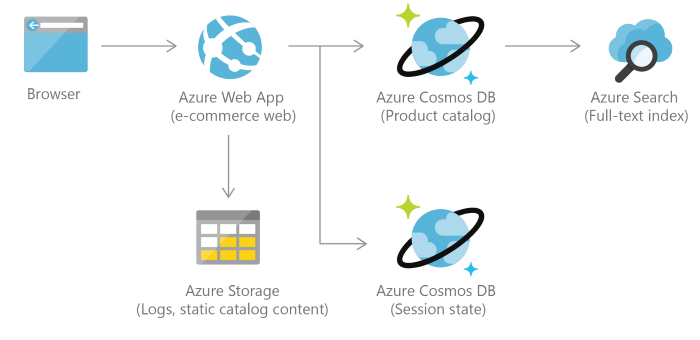 Browser
Azure Web App
(e-commerce web)
Azure Cosmos DB
(Product catalog)
Azure Search
(Full-text index)
Azure Storage
(Logs, static catalog content)
Azure Cosmos DB
(Session state)